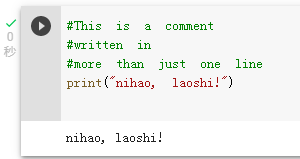 #This is a comment
#written in
#more than just one line
print("nihao, laoshi!")
0
秒
nihao, laoshi!